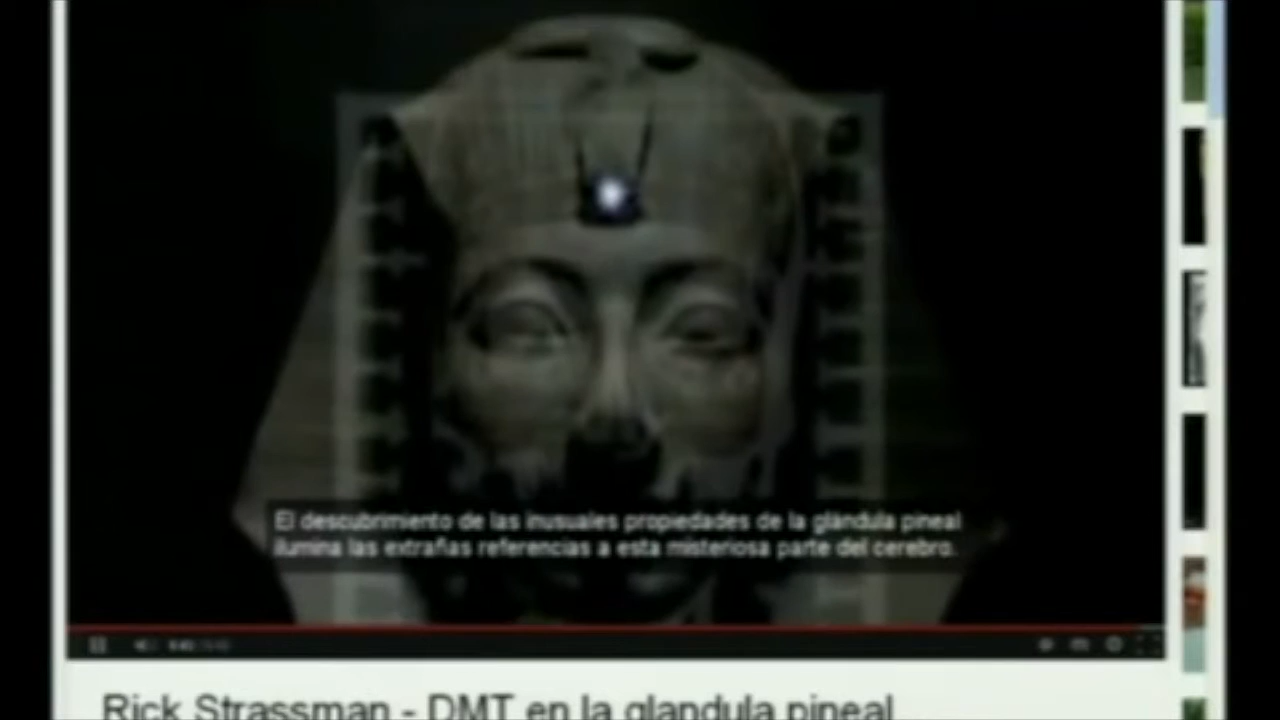 El descubrimiento de las inusuales propiedades de la glándula pineal
ilumina las extrañas referencias a esta misteriosa parte del cerebro.
Rick Strassman - DMT en la glandula pineal